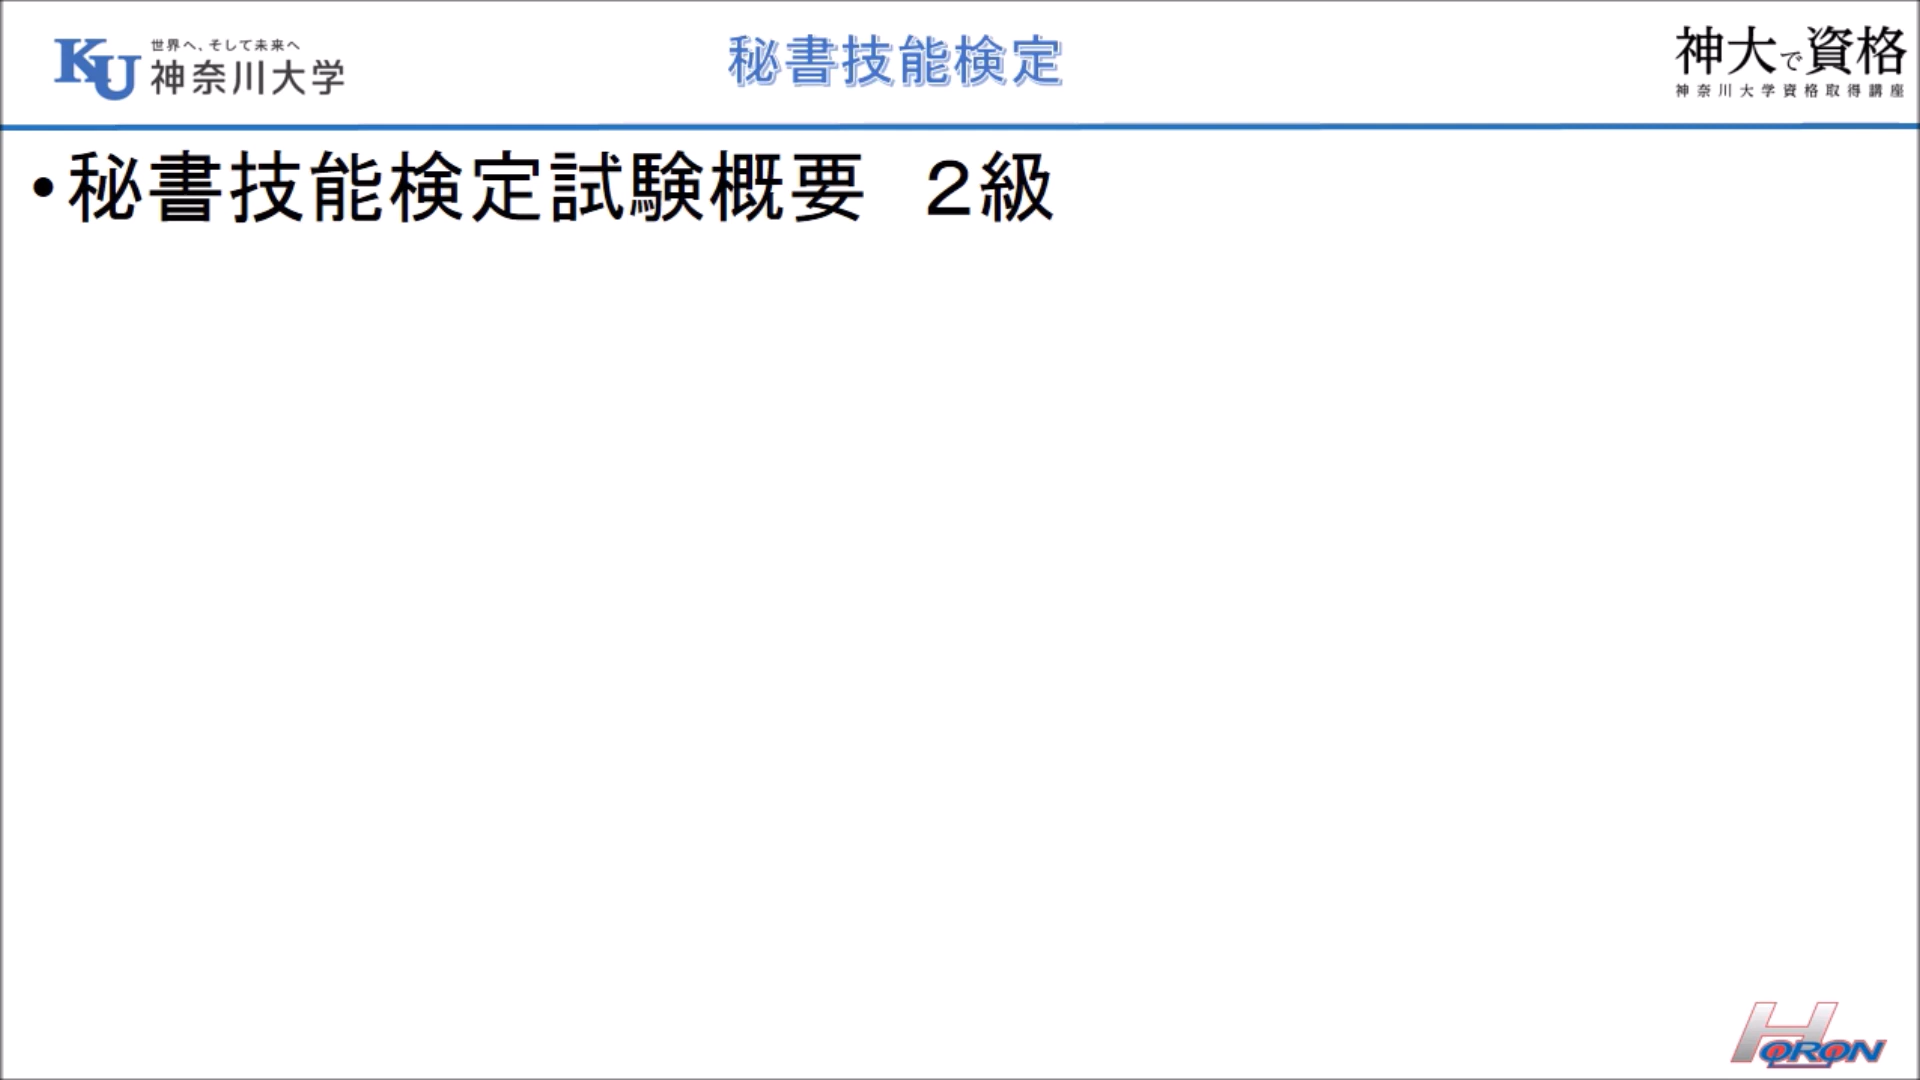 KU
世界へ、そして未来へ
神奈川大学
秘書技能検定
神大で資格
神奈川大学資格取得講座
•秘書技能検定試験概要　２級
HORON